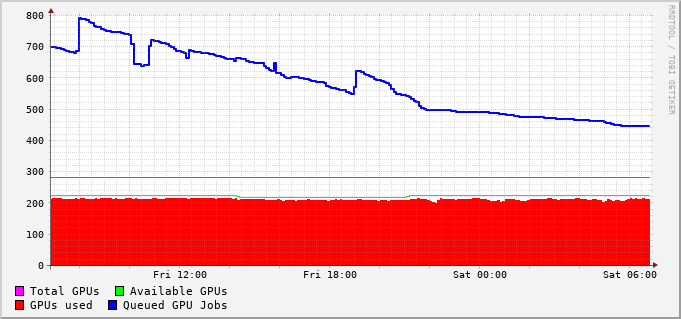 RRDTOOL / TOBI OETIKER
800
700
600
500
400
300
200
100
0
Fri 12:00 Fri 18:00 Sat 00:00 Sat 06:00
Total GPUs Available GPUs
GPUs used Queued GPU Jobs